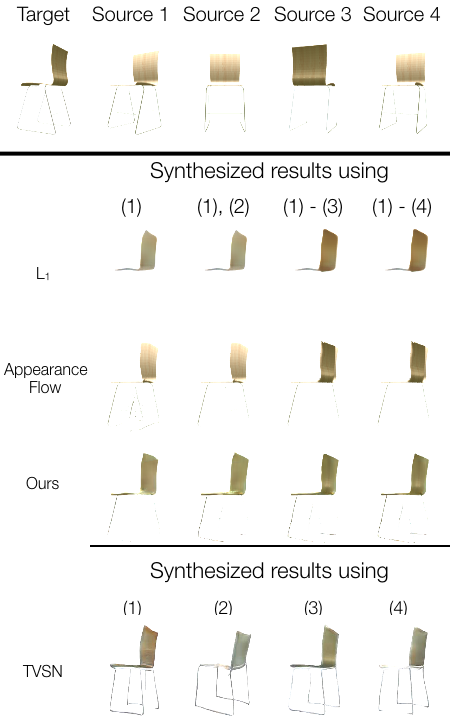 Target Source 1 Source 2 Source 3 Source 4
Synthesized results using
(1) (1), (2) (1) - (3) (1) - (4)
L₁
Appearance
Flow
Ours
Synthesized results using
(1) (2) (3) (4)
TVSN